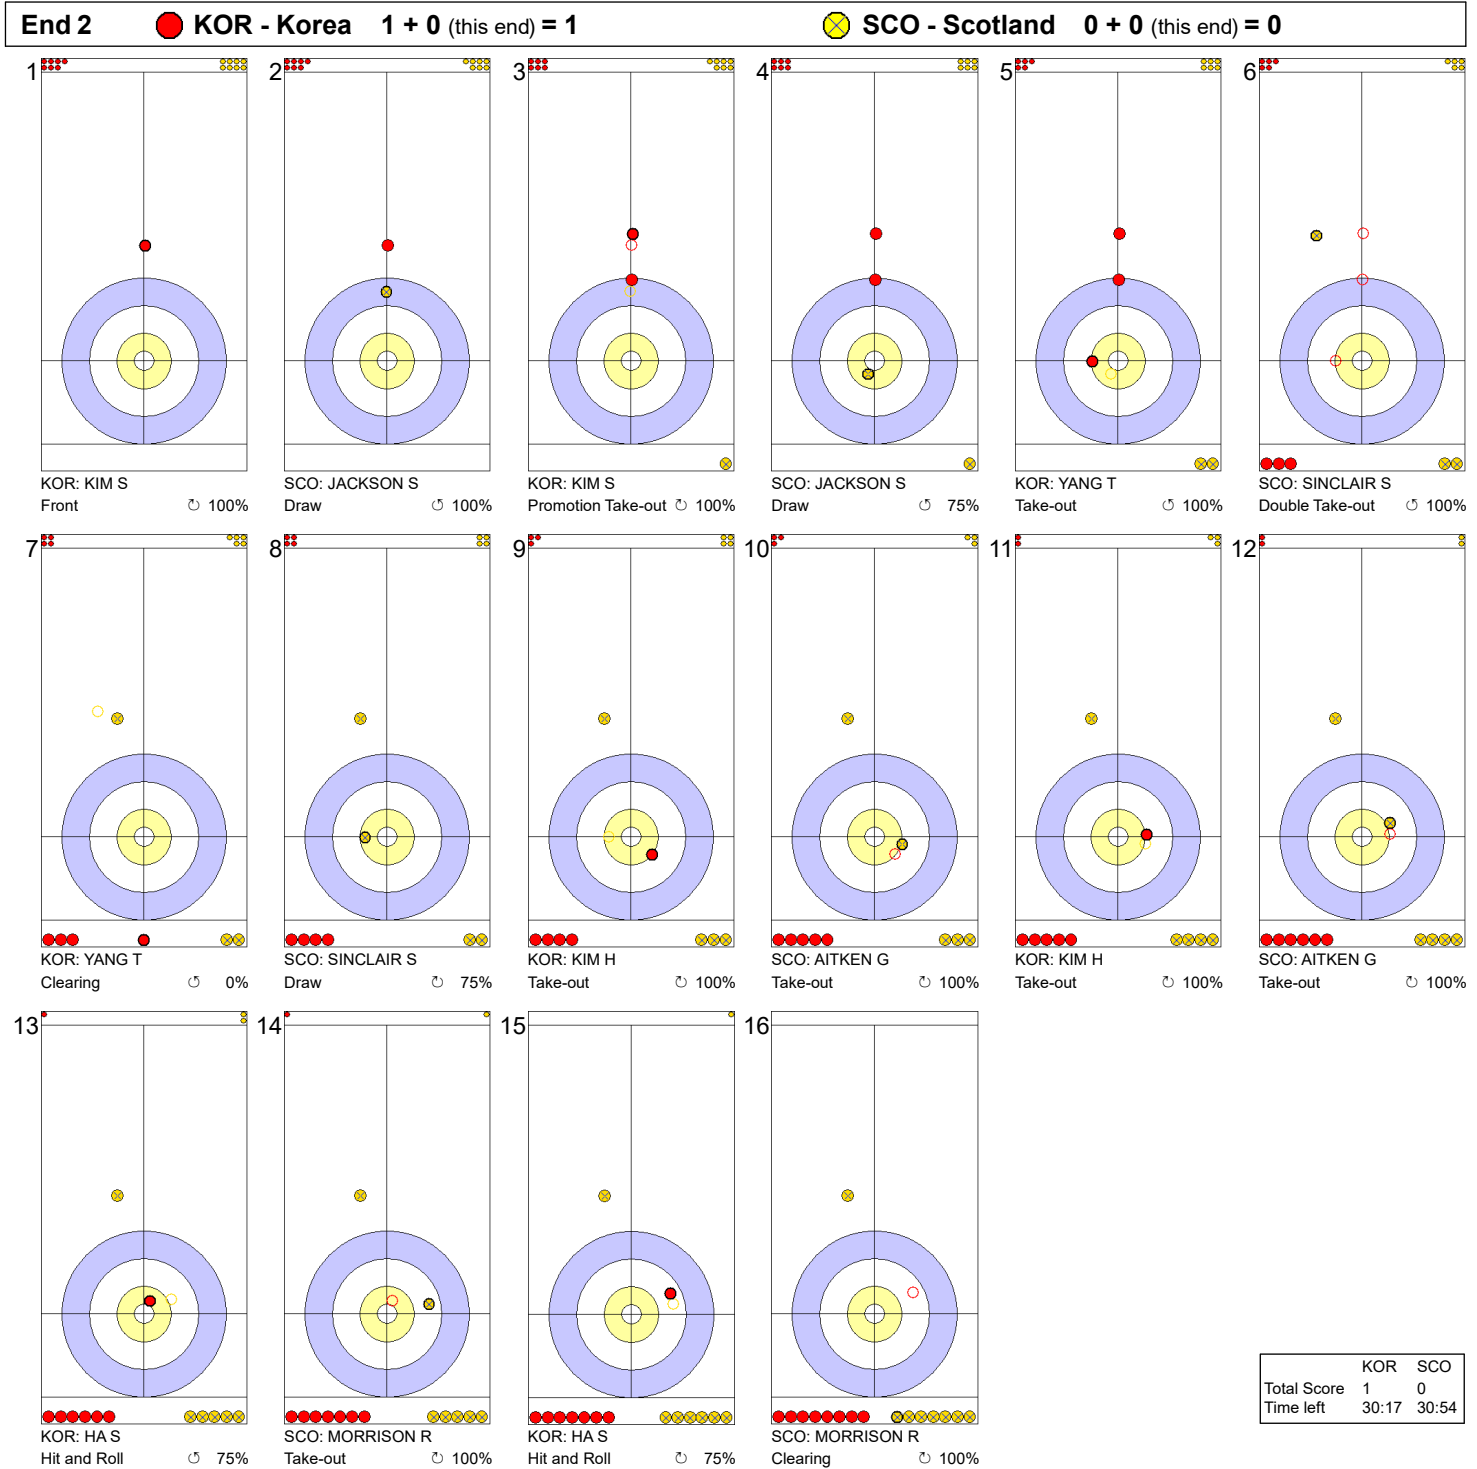 End 2 KOR - Korea 1 + 0 (this end) = 1 SCO - Scotland 0 + 0 (this end) = 0
1 2 3 4 5 6
KOR: KIM S SCO: JACKSON S KOR: KIM S SCO: JACKSON S KOR: YANG T SCO: SINCLAIR S
Front ↻ 100% Draw ↺ 100% Promotion Take-out ↻ 100% Draw ↺ 75% Take-out ↺ 100% Double Take-out ↺ 100%
7 8 9 10 11 12
KOR: YANG T SCO: SINCLAIR S KOR: KIM H SCO: AITKEN G KOR: KIM H SCO: AITKEN G
Clearing ↺ 0% Draw ↻ 75% Take-out ↻ 100% Take-out ↻ 100% Take-out ↻ 100% Take-out ↻ 100%
13 14 15 16
KOR: HA S SCO: MORRISON R KOR: HA S SCO: MORRISON R
Hit and Roll ↺ 75% Take-out ↻ 100% Hit and Roll ↻ 75% Clearing ↻ 100%
KOR SCO
Total Score 1 0
Time left 30:17 30:54